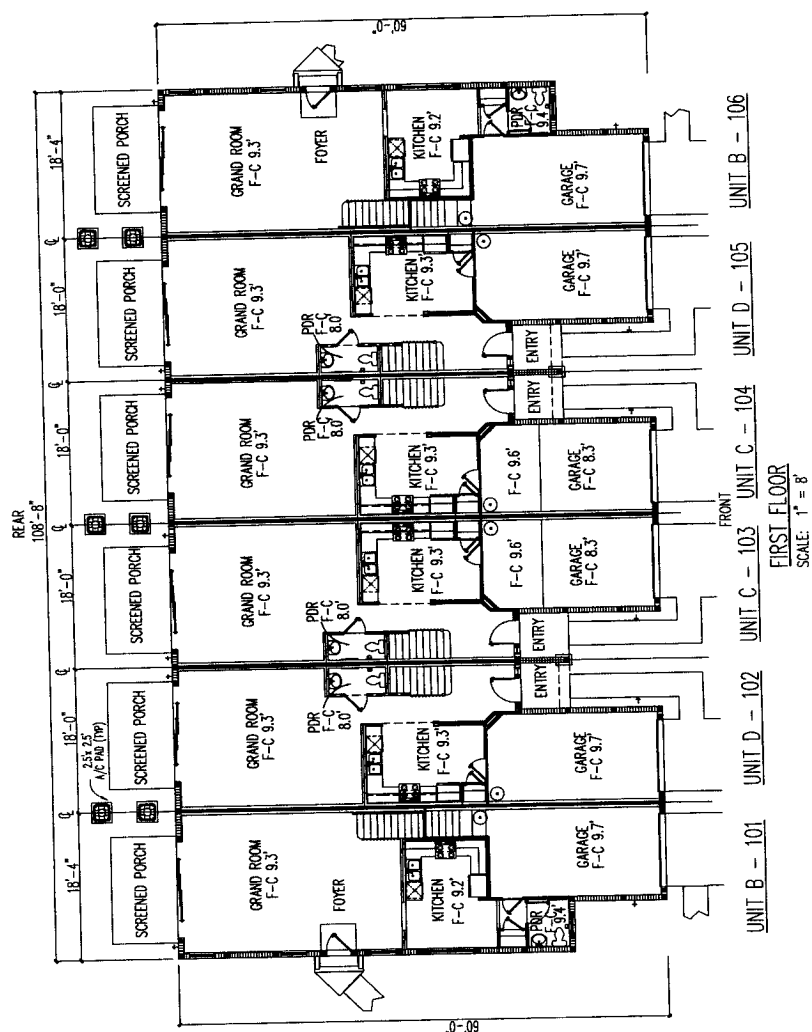 REAR
108'-8"
18'-4"
18'-0"
18'-0"
18'-0"
18'-0"
18'-4"
℄
℄
℄
℄
℄
2.5'x 2.5'
A/C PAD (TYP)
60'-0"
60'-0"
SCREENED PORCH
SCREENED PORCH
SCREENED PORCH
SCREENED PORCH
SCREENED PORCH
SCREENED PORCH
GRAND ROOM
F-C 9.3'
GRAND ROOM
F-C 9.3'
GRAND ROOM
F-C 9.3'
GRAND ROOM
F-C 9.3'
GRAND ROOM
F-C 9.3'
GRAND ROOM
F-C 9.3'
FOYER
FOYER
PDR
F-C
8.0'
PDR
F-C
8.0'
PDR
F-C
8.0'
PDR
F-C
8.0'
KITCHEN
F-C 9.2'
KITCHEN
F-C 9.3'
KITCHEN
F-C 9.3'
KITCHEN
F-C 9.3'
KITCHEN
F-C 9.3'
KITCHEN
F-C 9.2'
PDR
F-C
9.4'
PDR
F-C
9.4'
ENTRY
ENTRY
ENTRY
ENTRY
F-C 9.6'
F-C 9.6'
GARAGE
F-C 9.7'
GARAGE
F-C 9.7'
GARAGE
F-C 8.3'
GARAGE
F-C 8.3'
GARAGE
F-C 9.7'
GARAGE
F-C 9.7'
FRONT
UNIT B - 101
UNIT D - 102
UNIT C - 103
UNIT C - 104
UNIT D - 105
UNIT B - 106
FIRST FLOOR
SCALE: 1" = 8'